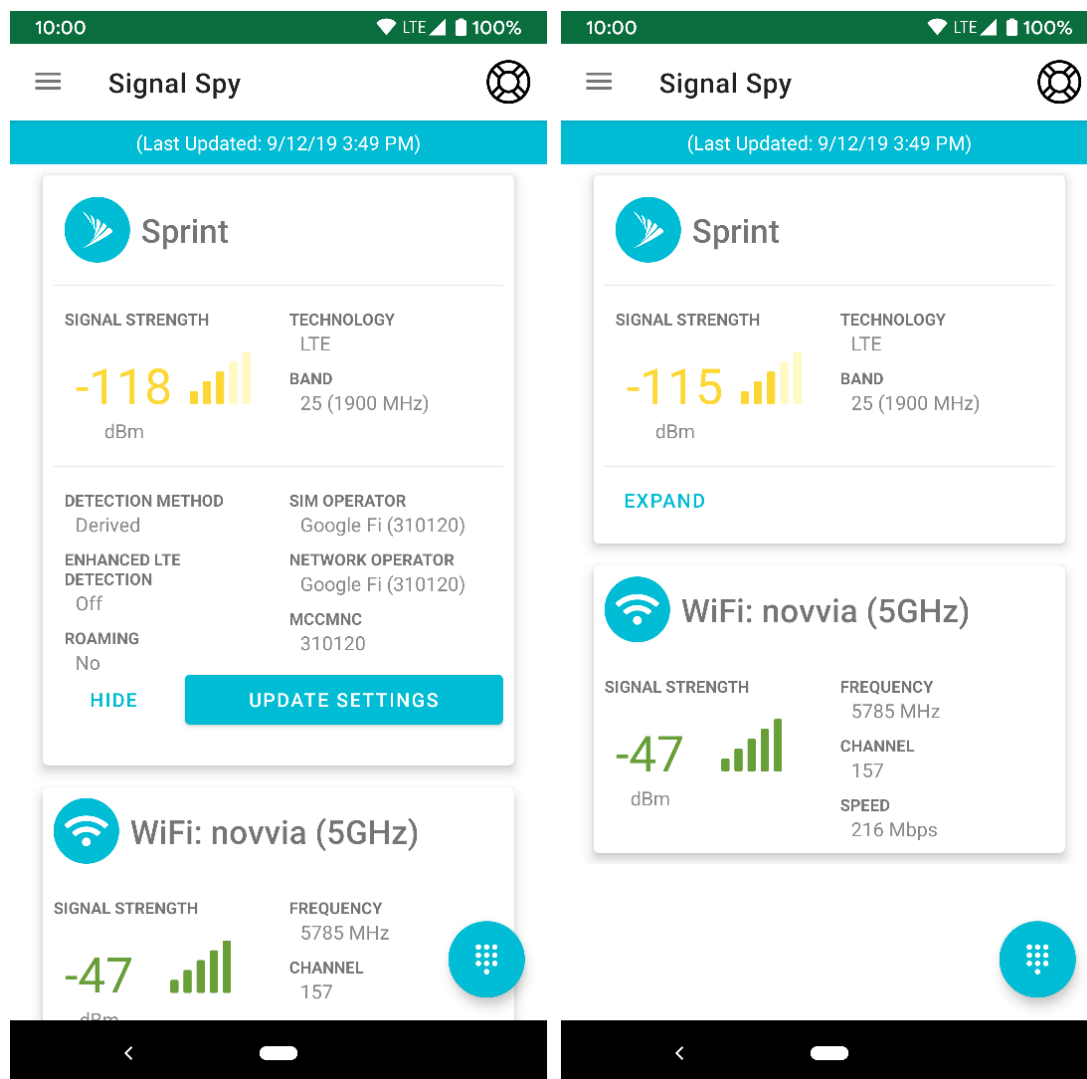 10:00
LTE 100%
Signal Spy
(Last Updated: 9/12/19 3:49 PM)
Sprint
SIGNAL STRENGTH
-118
dBm
TECHNOLOGY
LTE
BAND
25 (1900 MHz)
DETECTION METHOD
Derived
ENHANCED LTE
DETECTION
Off
ROAMING
No
SIM OPERATOR
Google Fi (310120)
NETWORK OPERATOR
Google Fi (310120)
MCCMNC
310120
HIDE
UPDATE SETTINGS
WiFi: novvia (5GHz)
SIGNAL STRENGTH
-47
dBm
FREQUENCY
5785 MHz
CHANNEL
157
10:00
LTE 100%
Signal Spy
(Last Updated: 9/12/19 3:49 PM)
Sprint
SIGNAL STRENGTH
-115
dBm
TECHNOLOGY
LTE
BAND
25 (1900 MHz)
EXPAND
WiFi: novvia (5GHz)
SIGNAL STRENGTH
-47
dBm
FREQUENCY
5785 MHz
CHANNEL
157
SPEED
216 Mbps